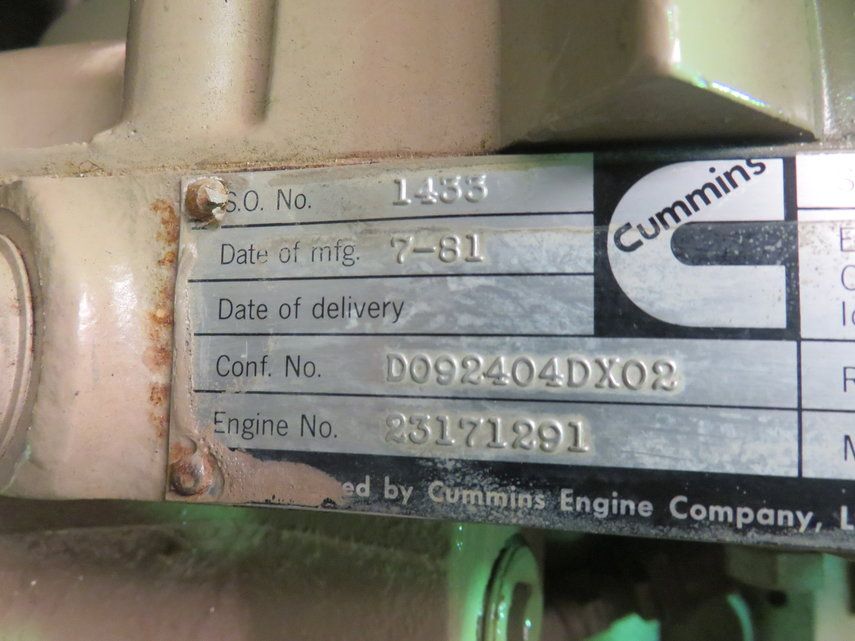 S.O. No. 1433
Cummins
Date of mfg. 7-81
Date of delivery
Conf. No. D092404DX02
Engine No. 23171291
ed by Cummins Engine Company, L